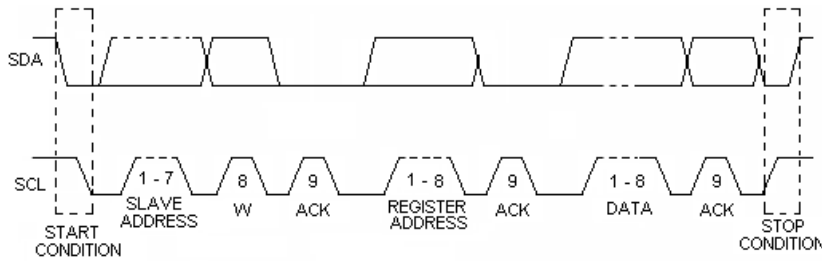 SDA
SCL
1 - 7
8
9
1 - 8
9
1 - 8
9
SLAVE
ADDRESS
W
ACK
REGISTER
ADDRESS
ACK
DATA
ACK
START
CONDITION
STOP
CONDITION